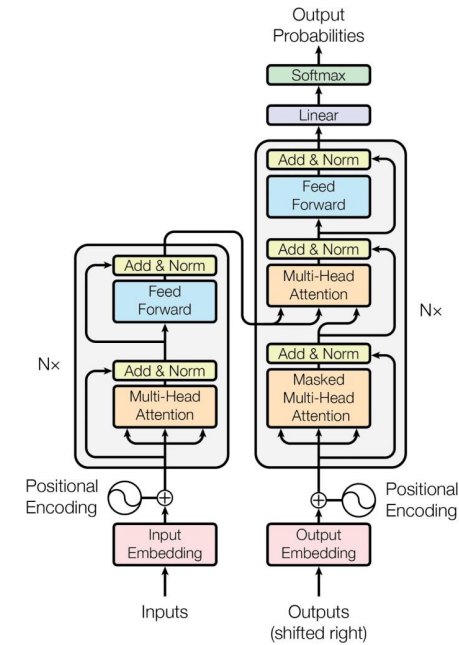 Output
Probabilities
Softmax
Linear
Add & Norm
Feed
Forward
Add & Norm
Multi-Head
Attention
Add & Norm
Masked
Multi-Head
Attention
N×
Add & Norm
Feed
Forward
Add & Norm
Multi-Head
Attention
N×
Positional
Encoding
Positional
Encoding
Input
Embedding
Output
Embedding
Inputs
Outputs
(shifted right)